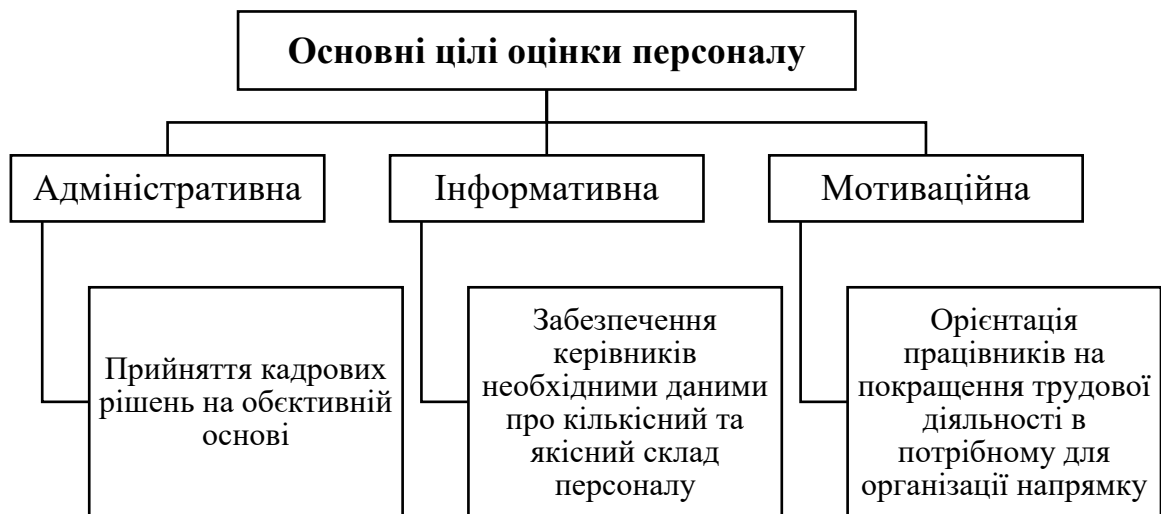 Основні цілі оцінки персоналу
Адміністративна
Інформативна
Мотиваційна
Прийняття кадрових
рішень на обєктивній
основі
Забезпечення
керівників
необхідними даними
про кількісний та
якісний склад
персоналу
Орієнтація
працівників на
покращення трудової
діяльності в
потрібному для
організації напрямку